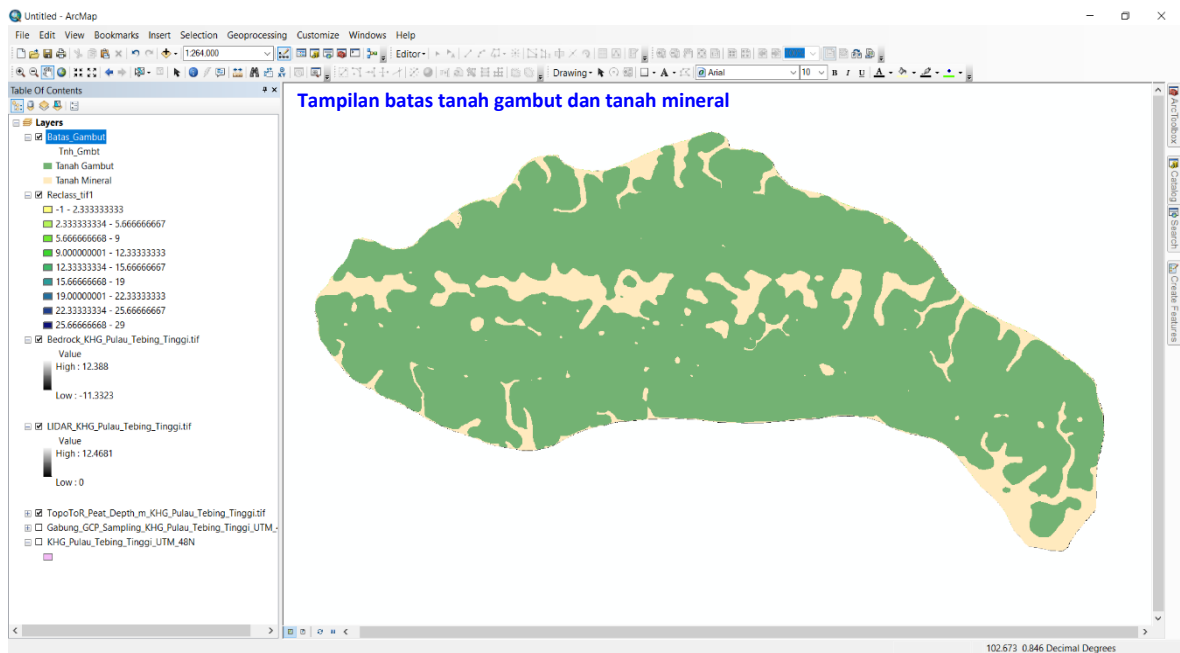 Untitled - ArcMap
File Edit View Bookmarks Insert Selection Geoprocessing Customize Windows Help
1:264,000
Editor
Drawing
Arial
10
B I U A
Table Of Contents
Layers
Batas_Gambut
Tnh_Gmbt
Tanah Gambut
Tanah Mineral
Reclass_tif1
-1 - 2.333333333
2.333333334 - 5.666666667
5.666666668 - 9
9.000000001 - 12.33333333
12.33333334 - 15.66666667
15.66666668 - 19
19.00000001 - 22.33333333
22.33333334 - 25.66666667
25.66666668 - 29
Bedrock_KHG_Pulau_Tebing_Tinggi.tif
Value
High : 12.388
Low : -11.3323
LIDAR_KHG_Pulau_Tebing_Tinggi.tif
Value
High : 12.4681
Low : 0
TopoToR_Peat_Depth_m_KHG_Pulau_Tebing_Tinggi.tif
Gabung_GCP_Sampling_KHG_Pulau_Tebing_Tinggi_UTM_
KHG_Pulau_Tebing_Tinggi_UTM_48N
Tampilan batas tanah gambut dan tanah mineral
ArcToolbox
Catalog
Search
Create Features
102.673 0.846 Decimal Degrees